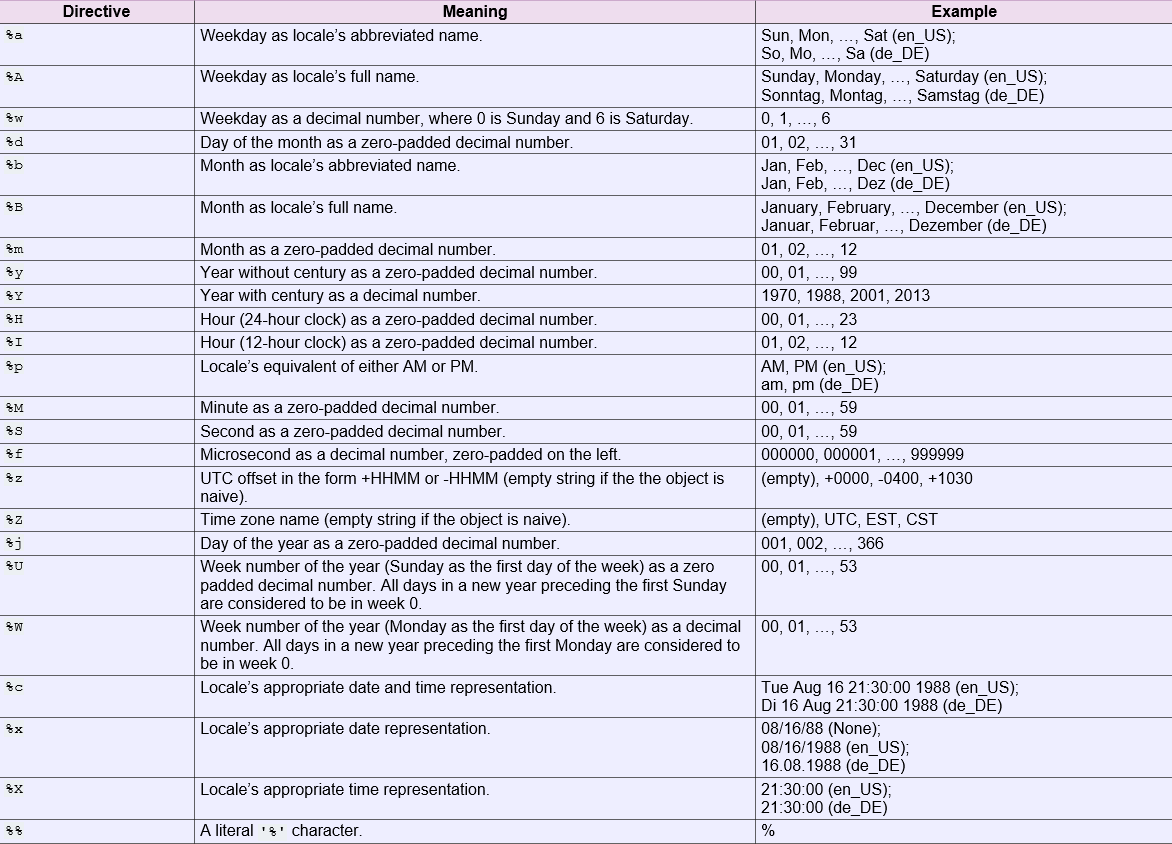 Directive Meaning Example
%a Weekday as locale’s abbreviated name. Sun, Mon, …, Sat (en_US);
So, Mo, …, Sa (de_DE)
%A Weekday as locale’s full name. Sunday, Monday, …, Saturday (en_US);
Sonntag, Montag, …, Samstag (de_DE)
%w Weekday as a decimal number, where 0 is Sunday and 6 is Saturday. 0, 1, …, 6
%d Day of the month as a zero-padded decimal number. 01, 02, …, 31
%b Month as locale’s abbreviated name. Jan, Feb, …, Dec (en_US);
Jan, Feb, …, Dez (de_DE)
%B Month as locale’s full name. January, February, …, December (en_US);
Januar, Februar, …, Dezember (de_DE)
%m Month as a zero-padded decimal number. 01, 02, …, 12
%y Year without century as a zero-padded decimal number. 00, 01, …, 99
%Y Year with century as a decimal number. 1970, 1988, 2001, 2013
%H Hour (24-hour clock) as a zero-padded decimal number. 00, 01, …, 23
%I Hour (12-hour clock) as a zero-padded decimal number. 01, 02, …, 12
%p Locale’s equivalent of either AM or PM. AM, PM (en_US);
am, pm (de_DE)
%M Minute as a zero-padded decimal number. 00, 01, …, 59
%S Second as a zero-padded decimal number. 00, 01, …, 59
%f Microsecond as a decimal number, zero-padded on the left. 000000, 000001, …, 999999
%z UTC offset in the form +HHMM or -HHMM (empty string if the the object is (empty), +0000, -0400, +1030
naive).
%Z Time zone name (empty string if the object is naive). (empty), UTC, EST, CST
%j Day of the year as a zero-padded decimal number. 001, 002, …, 366
%U Week number of the year (Sunday as the first day of the week) as a zero 00, 01, …, 53
padded decimal number. All days in a new year preceding the first Sunday
are considered to be in week 0.
%W Week number of the year (Monday as the first day of the week) as a decimal 00, 01, …, 53
number. All days in a new year preceding the first Monday are considered to
be in week 0.
%c Locale’s appropriate date and time representation. Tue Aug 16 21:30:00 1988 (en_US);
Di 16 Aug 21:30:00 1988 (de_DE)
%x Locale’s appropriate date representation. 08/16/88 (None);
08/16/1988 (en_US);
16.08.1988 (de_DE)
%X Locale’s appropriate time representation. 21:30:00 (en_US);
21:30:00 (de_DE)
%% A literal '%' character. %